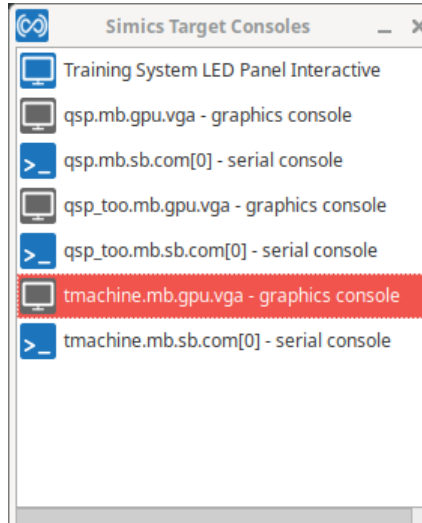 Simics Target Consoles
Training System LED Panel Interactive
qsp.mb.gpu.vga - graphics console
qsp.mb.sb.com[0] - serial console
qsp_too.mb.gpu.vga - graphics console
qsp_too.mb.sb.com[0] - serial console
tmachine.mb.gpu.vga - graphics console
tmachine.mb.sb.com[0] - serial console